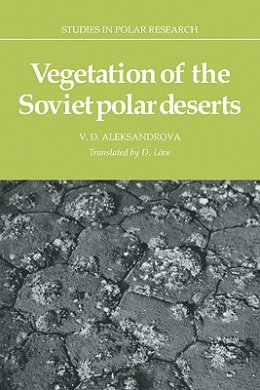 STUDIES IN POLAR RESEARCH
Vegetation of the
Soviet polar deserts
V. D. ALEKSANDROVA
Translated by D. Löve